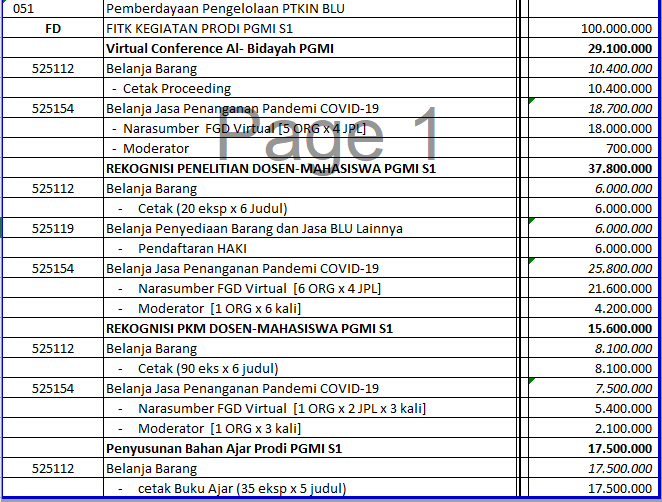 051 Pemberdayaan Pengelolaan PTKIN BLU
FD FITK KEGIATAN PRODI PGMI S1 100.000.000
Virtual Conference Al- Bidayah PGMI 29.100.000
525112 Belanja Barang 10.400.000
- Cetak Proceeding 10.400.000
525154 Belanja Jasa Penanganan Pandemi COVID-19 18.700.000
- Narasumber FGD Virtual [5 ORG x 4 JPL] 18.000.000
- Moderator 700.000
Page 1
REKOGNISI PENELITIAN DOSEN-MAHASISWA PGMI S1 37.800.000
525112 Belanja Barang 6.000.000
- Cetak (20 eksp x 6 Judul) 6.000.000
525119 Belanja Penyediaan Barang dan Jasa BLU Lainnya 6.000.000
- Pendaftaran HAKI 6.000.000
525154 Belanja Jasa Penanganan Pandemi COVID-19 25.800.000
- Narasumber FGD Virtual [6 ORG x 4 JPL] 21.600.000
- Moderator [1 ORG x 6 kali] 4.200.000
REKOGNISI PKM DOSEN-MAHASISWA PGMI S1 15.600.000
525112 Belanja Barang 8.100.000
- Cetak (90 eks x 6 judul) 8.100.000
525154 Belanja Jasa Penanganan Pandemi COVID-19 7.500.000
- Narasumber FGD Virtual [1 ORG x 2 JPL x 3 kali] 5.400.000
- Moderator [1 ORG x 3 kali] 2.100.000
Penyusunan Bahan Ajar Prodi PGMI S1 17.500.000
525112 Belanja Barang 17.500.000
- cetak Buku Ajar (35 eksp x 5 judul) 17.500.000